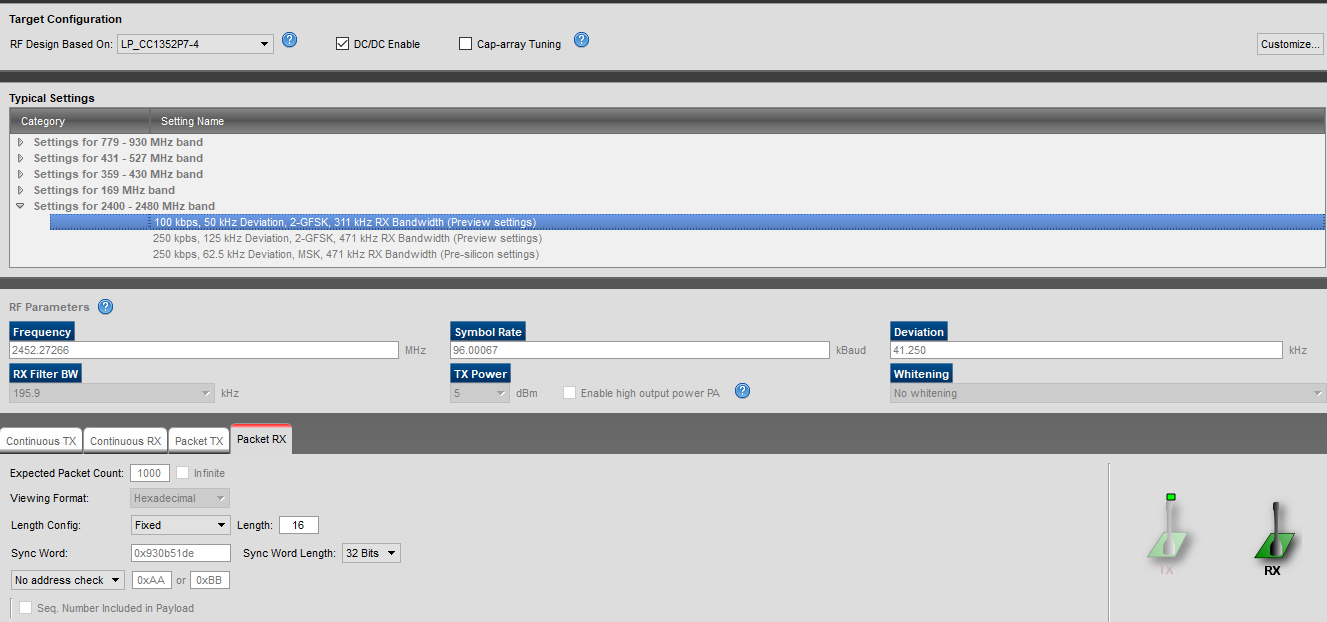 Target Configuration
RF Design Based On: LP_CC1352P7-4 ? DC/DC Enable Cap-array Tuning ? Customize...
Typical Settings
Category Setting Name
Settings for 779 - 930 MHz band
Settings for 431 - 527 MHz band
Settings for 359 - 430 MHz band
Settings for 169 MHz band
Settings for 2400 - 2480 MHz band
100 kbps, 50 kHz Deviation, 2-GFSK, 311 kHz RX Bandwidth (Preview settings)
250 kpbs, 125 kHz Deviation, 2-GFSK, 471 kHz RX Bandwidth (Preview settings)
250 kbps, 62.5 kHz Deviation, MSK, 471 kHz RX Bandwidth (Pre-silicon settings)
RF Parameters ?
Frequency Symbol Rate Deviation
2452.27266 MHz 96.00067 kBaud 41.250 kHz
RX Filter BW TX Power Whitening
195.9 kHz 5 dBm Enable high output power PA ? No whitening
Continuous TX Continuous RX Packet TX Packet RX
Expected Packet Count: 1000 Infinite
Viewing Format: Hexadecimal
Length Config: Fixed Length: 16
Sync Word: 0x930b51de Sync Word Length: 32 Bits
No address check 0xAA or 0xBB
TX RX
Seq. Number Included in Payload